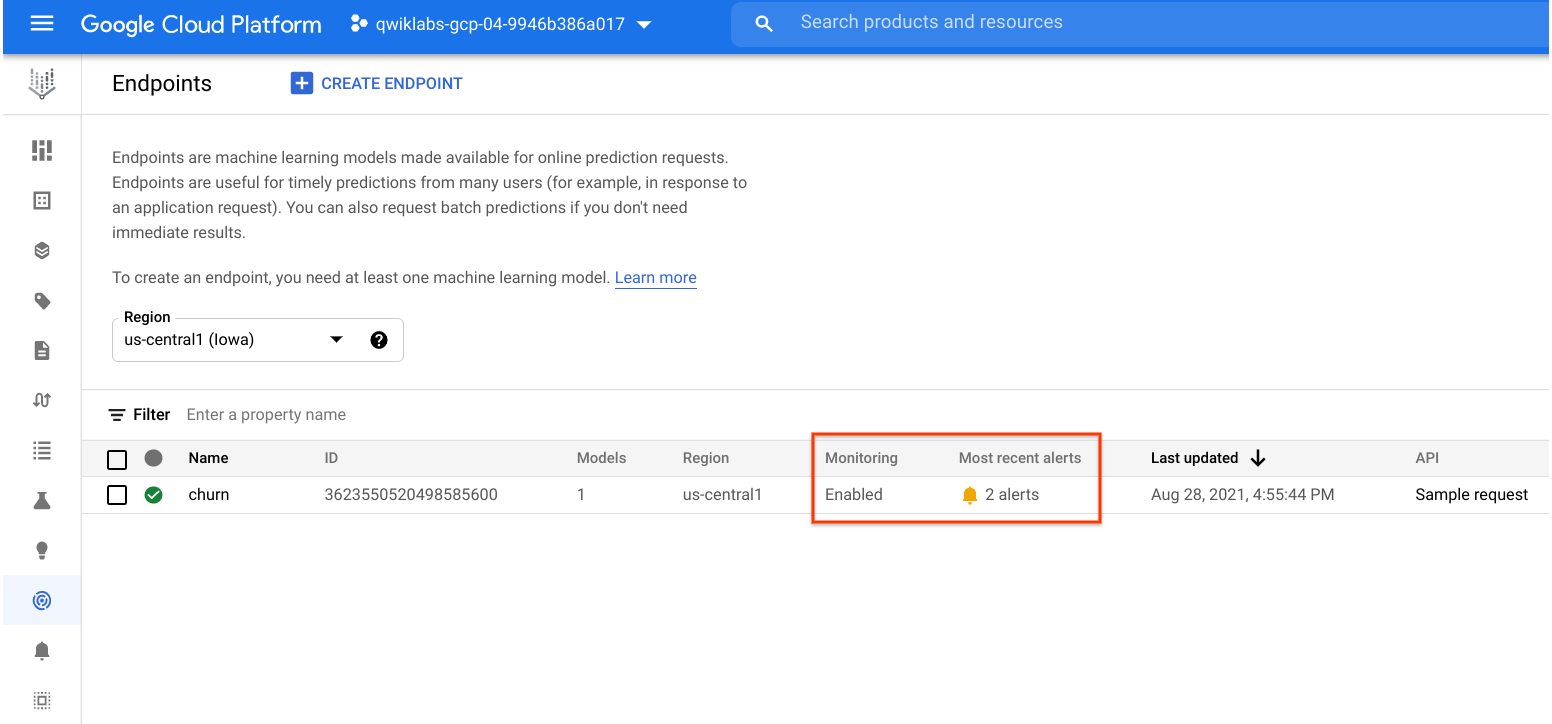 Google Cloud Platform qwiklabs-gcp-04-9946b386a017 Search products and resources
Endpoints CREATE ENDPOINT
Endpoints are machine learning models made available for online prediction requests.
Endpoints are useful for timely predictions from many users (for example, in response to
an application request). You can also request batch predictions if you don't need
immediate results.
To create an endpoint, you need at least one machine learning model. Learn more
Region
us-central1 (Iowa)
Filter Enter a property name
Name ID Models Region Monitoring Most recent alerts Last updated API
churn 3623550520498585600 1 us-central1 Enabled 2 alerts Aug 28, 2021, 4:55:44 PM Sample request